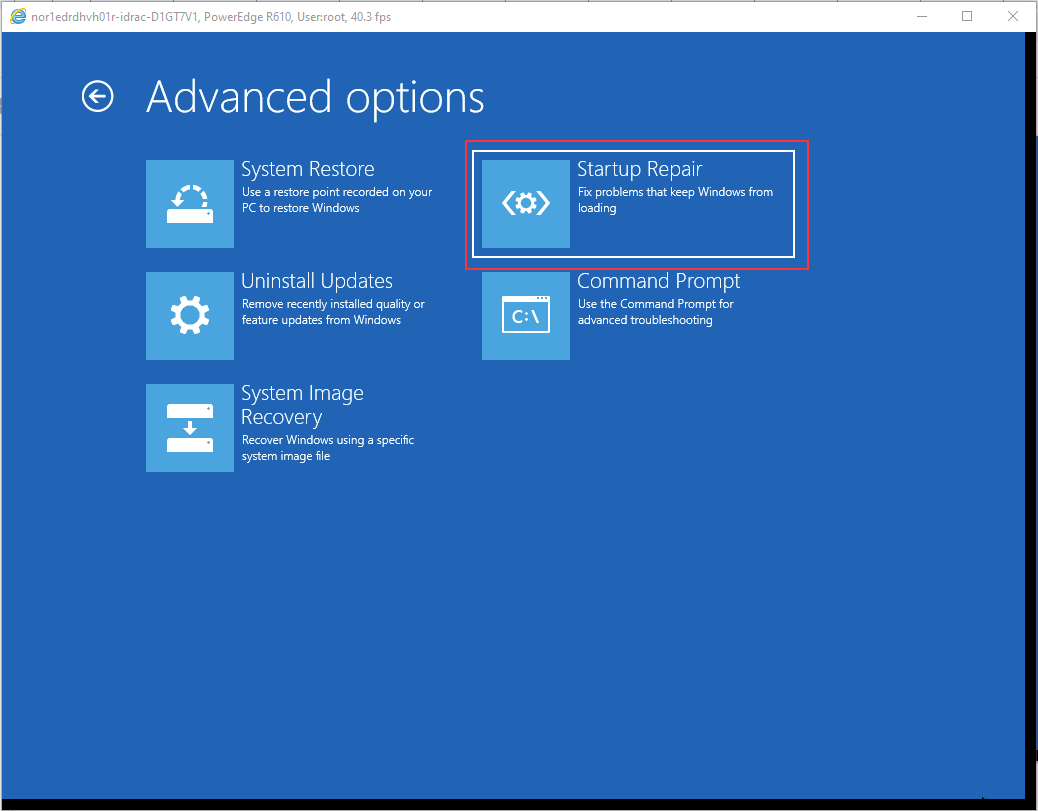 nor1edrdhvh01r-idrac-D1GT7V1, PowerEdge R610, User:root, 40.3 fps
Advanced options
System Restore
Use a restore point recorded on your
PC to restore Windows
Startup Repair
Fix problems that keep Windows from
loading
Uninstall Updates
Remove recently installed quality or
feature updates from Windows
Command Prompt
Use the Command Prompt for
advanced troubleshooting
C:\
System Image
Recovery
Recover Windows using a specific
system image file